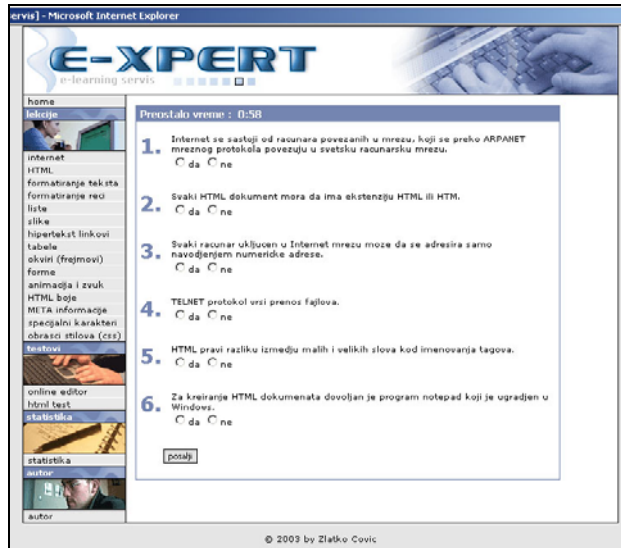 ervis] - Microsoft Internet Explorer
E-XPERT
e-learning servis
home
lekcije
internet
HTML
formatiranje teksta
formatiranje reci
liste
slike
hipertekst linkovi
tabele
okviri (frejmovi)
forme
animacija i zvuk
HTML boje
META informacije
specijalni karakteri
obrasci stilova (css)
testovi
online editor
html test
statistika
statistika
autor
autor
Preostalo vreme : 0:58
1. Internet se sastoji od racunara povezanih u mrezu, koji se preko ARPANET
mreznog protokola povezuju u svetsku racunarsku mrezu.
da ne
2. Svaki HTML dokument mora da ima ekstenziju HTML ili HTM.
da ne
3. Svaki racunar ukljucen u Internet mrezu moze da se adresira samo
navodjenjem numericke adrese.
da ne
4. TELNET protokol vrsi prenos fajlova.
da ne
5. HTML pravi razliku izmedju malih i velikih slova kod imenovanja tagova.
da ne
6. Za kreiranje HTML dokumenata dovoljan je program notepad koji je ugradjen u
Windows.
da ne
posalji
© 2003 by Zlatko Covic